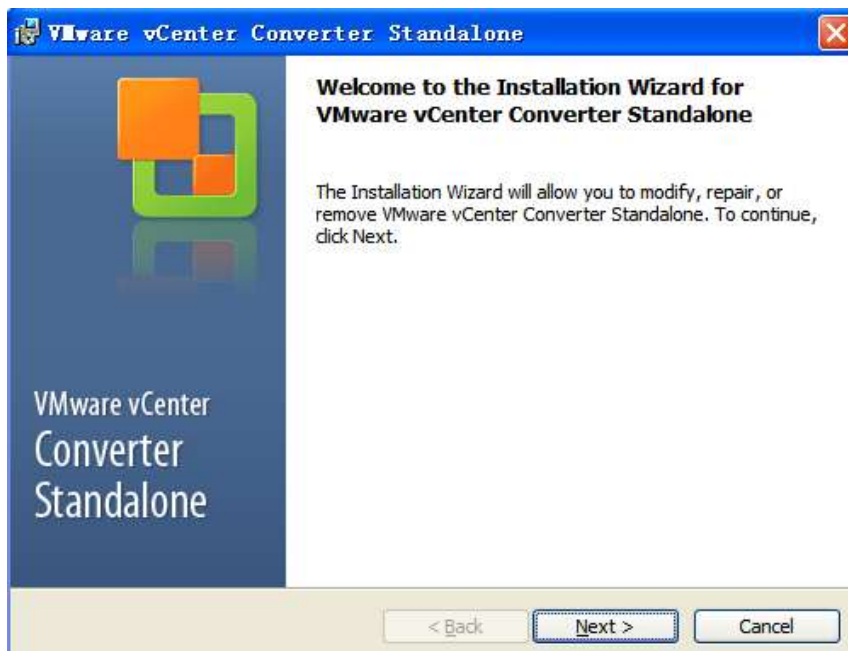 VMware vCenter Converter Standalone
Welcome to the Installation Wizard for
VMware vCenter Converter Standalone
The Installation Wizard will allow you to modify, repair, or
remove VMware vCenter Converter Standalone. To continue,
click Next.
VMware vCenter
Converter
Standalone
< Back
Next >
Cancel